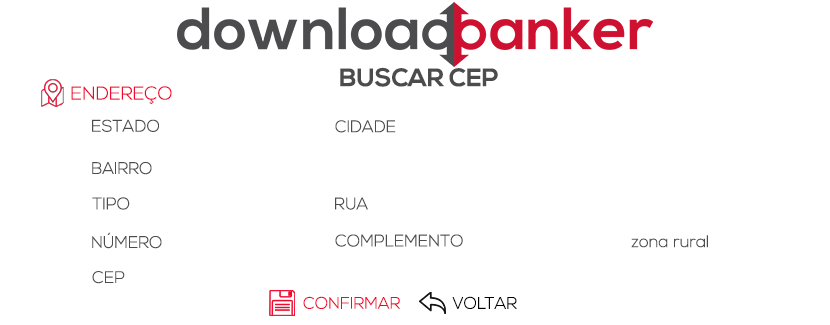 downloadbanker
BUSCAR CEP
ENDEREÇO
ESTADO CIDADE
BAIRRO
TIPO RUA
NÚMERO COMPLEMENTO zona rural
CEP
CONFIRMAR VOLTAR